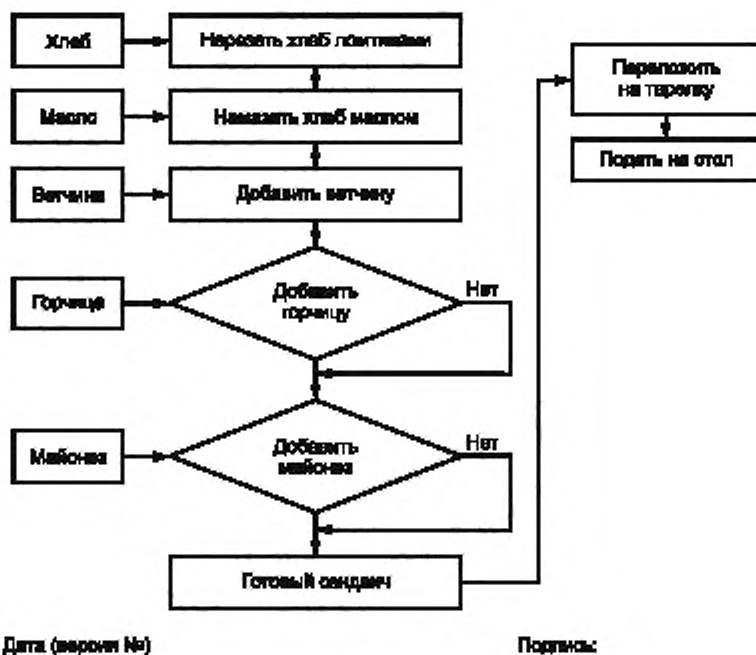 Хлеб
Нарезать хлеб ломтиками
Масло
Намазать хлеб маслом
Ветчина
Добавить ветчину
Горчица
Добавить
горчицу
Нет
Майонез
Добавить
майонез
Нет
Готовый сандвич
Переложить
на тарелку
Подать на стол
Дата (версия №)
Подпись: